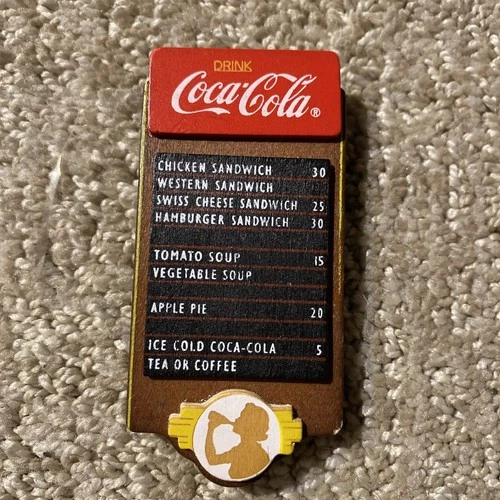 DRINK
Coca-Cola ®
CHICKEN SANDWICH 30
WESTERN SANDWICH
SWISS CHEESE SANDWICH 25
HAMBURGER SANDWICH 30
TOMATO SOUP 15
VEGETABLE SOUP
APPLE PIE 20
ICE COLD COCA-COLA 5
TEA OR COFFEE